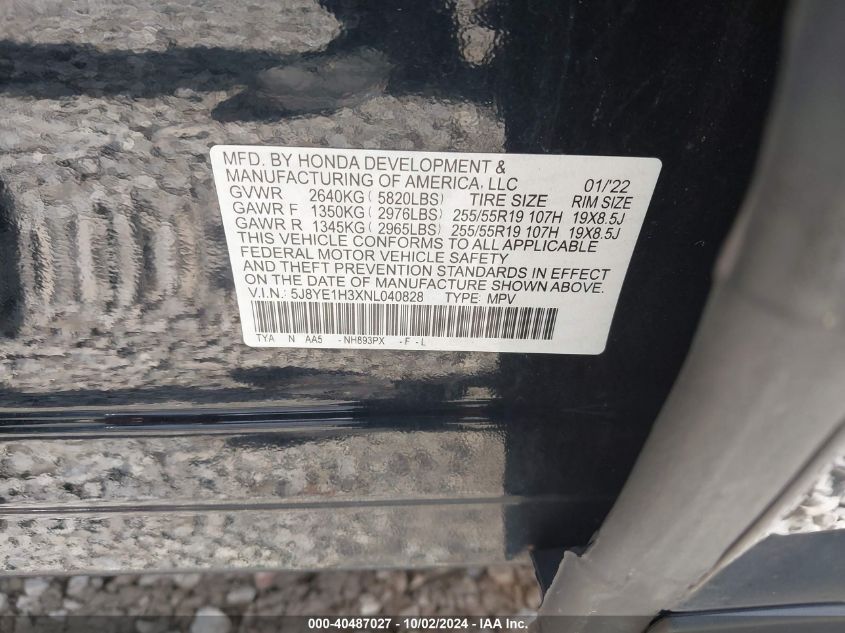 MFD. BY HONDA DEVELOPMENT &
MANUFACTURING OF AMERICA, LLC 01/'22
GVWR 2640KG (5820LBS) TIRE SIZE RIM SIZE
GAWR F 1350KG (2976LBS) 255/55R19 107H 19X8.5J
GAWR R 1345KG (2965LBS) 255/55R19 107H 19X8.5J
THIS VEHICLE CONFORMS TO ALL APPLICABLE
FEDERAL MOTOR VEHICLE SAFETY
AND THEFT PREVENTION STANDARDS IN EFFECT
ON THE DATE OF MANUFACTURE SHOWN ABOVE.
V.I.N.: 5J8YE1H3XNL040828 TYPE: MPV
TYA N AA5 -NH893PX -F-L
000-40487027 - 10/02/2024 - IAA Inc.